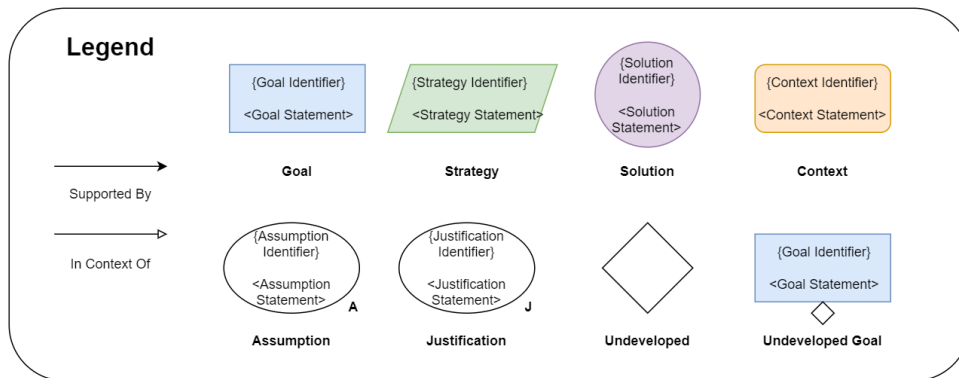 Legend
{Goal Identifier}
<Goal Statement>
Goal
{Strategy Identifier}
<Strategy Statement>
Strategy
{Solution
Identifier}
<Solution
Statement>
Solution
{Context Identifier}
<Context Statement>
Context
Supported By
In Context Of
{Assumption
Identifier}
<Assumption
Statement>
A
Assumption
{Justification
Identifier}
<Justification
Statement>
J
Justification
Undeveloped
{Goal Identifier}
<Goal Statement>
Undeveloped Goal